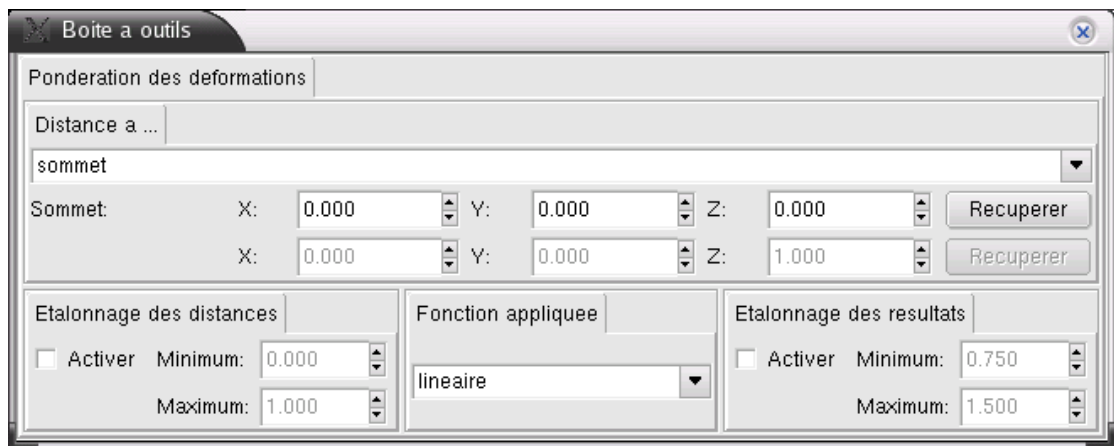 Boite a outils
Ponderation des deformations
Distance a ...
sommet
Sommet: X: 0.000 Y: 0.000 Z: 0.000 Recuperer
X: 0.000 Y: 0.000 Z: 1.000 Recuperer
Etalonnage des distances
Activer Minimum: 0.000
Maximum: 1.000
Fonction appliquee
lineaire
Etalonnage des resultats
Activer Minimum: 0.750
Maximum: 1.500